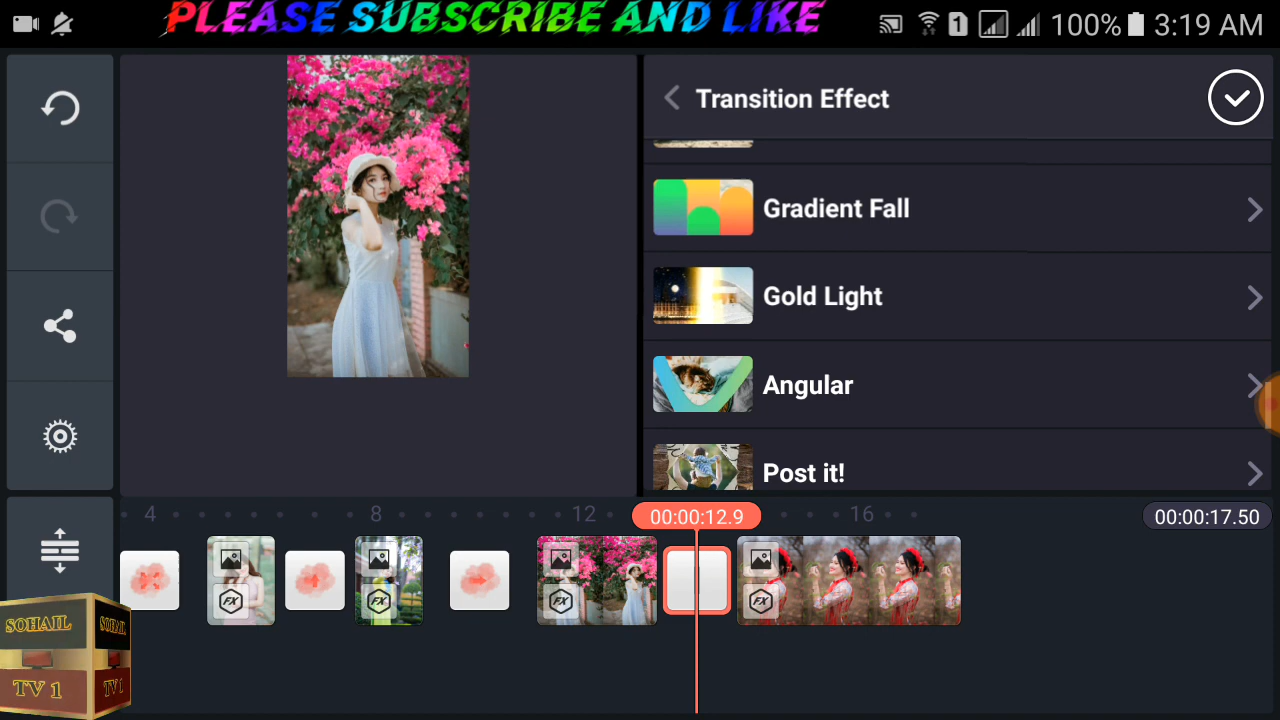 PLEASE SUBSCRIBE AND LIKE
1 100% 3:19 AM
Transition Effect
Gradient Fall
Gold Light
Angular
Post it!
4 8 12 00:00:12.9 16 00:00:17.50
FX FX FX FX
SOHAIL SOHAIL
TV 1 TV 1